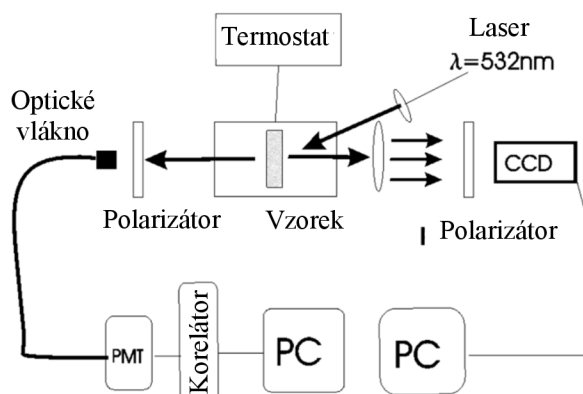 Termostat
Laser
λ=532nm
Optické
vlákno
CCD
Polarizátor
Vzorek
Polarizátor
PMT
Korelátor
PC
PC